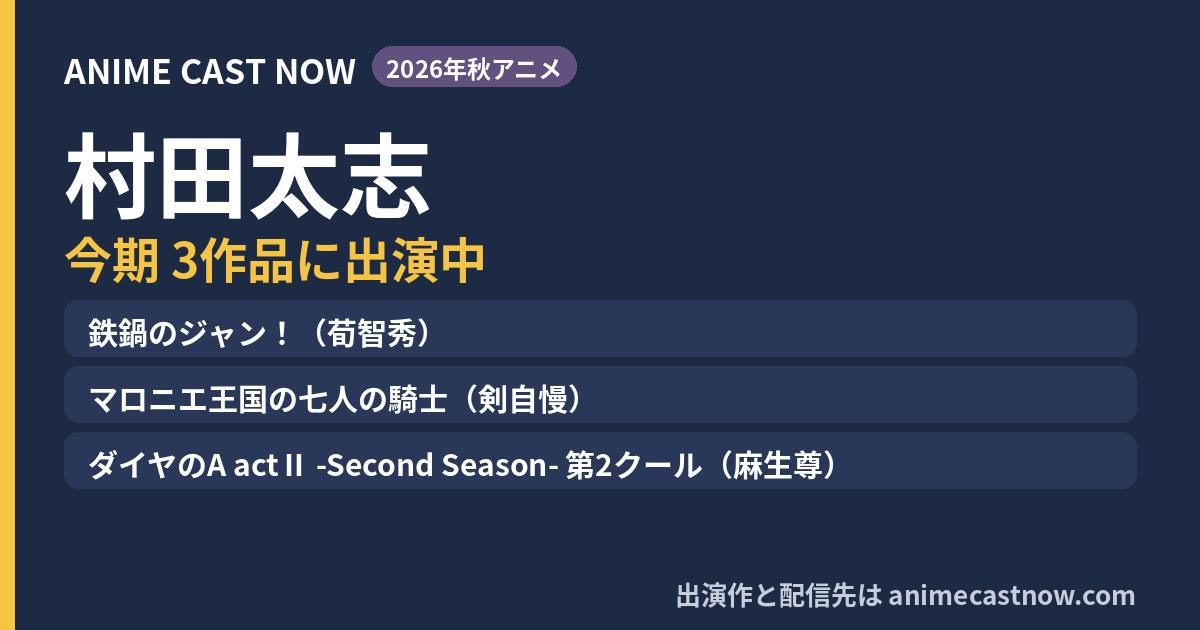 ANIME CAST NOW 2026年秋アニメ
村田太志
今期 3作品に出演中
鉄鍋のジャン！（荀智秀）
マロニエ王国の七人の騎士（剣自慢）
ダイヤのA actⅡ -Second Season- 第2クール（麻生尊）
出演作と配信先は animecastnow.com